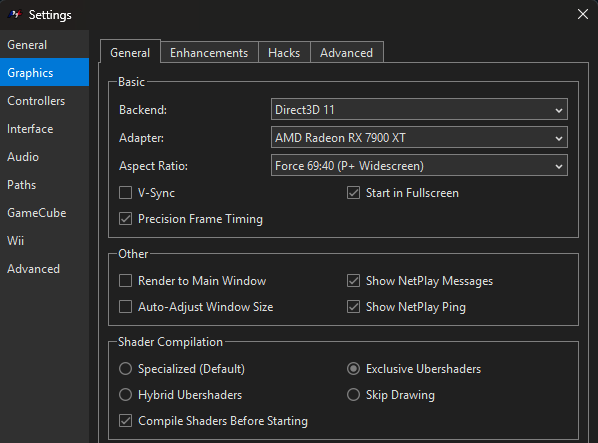 Settings
General
Graphics
Controllers
Interface
Audio
Paths
GameCube
Wii
Advanced
General Enhancements Hacks Advanced
Basic
Backend: Direct3D 11
Adapter: AMD Radeon RX 7900 XT
Aspect Ratio: Force 69:40 (P+ Widescreen)
V-Sync Start in Fullscreen
Precision Frame Timing
Other
Render to Main Window Show NetPlay Messages
Auto-Adjust Window Size Show NetPlay Ping
Shader Compilation
Specialized (Default) Exclusive Ubershaders
Hybrid Ubershaders Skip Drawing
Compile Shaders Before Starting